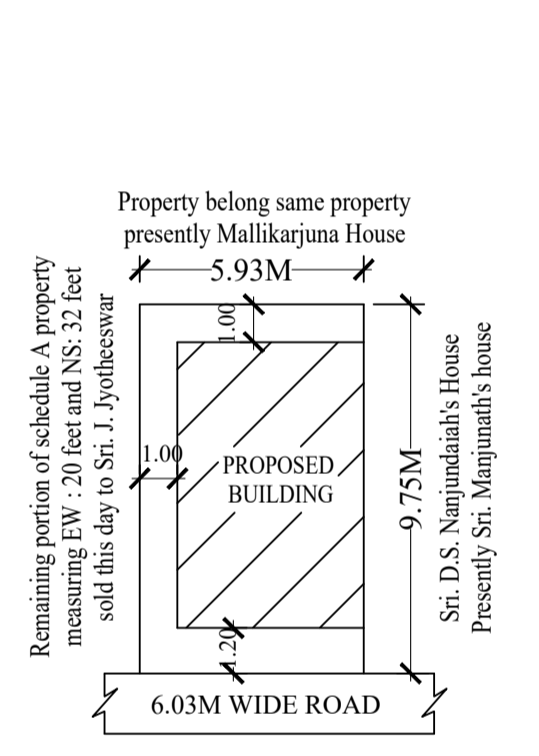 Property belong same property
presently Mallikarjuna House
5.93M
Remaining portion of schedule A property
measuring EW : 20 feet and NS: 32 feet
sold this day to Sri. J. Jyotheeswar
1.00
1.00
PROPOSED
BUILDING
9.75M
Sri. D.S. Nanjundaiah's House
Presently Sri. Manjunath's house
1.20
6.03M WIDE ROAD